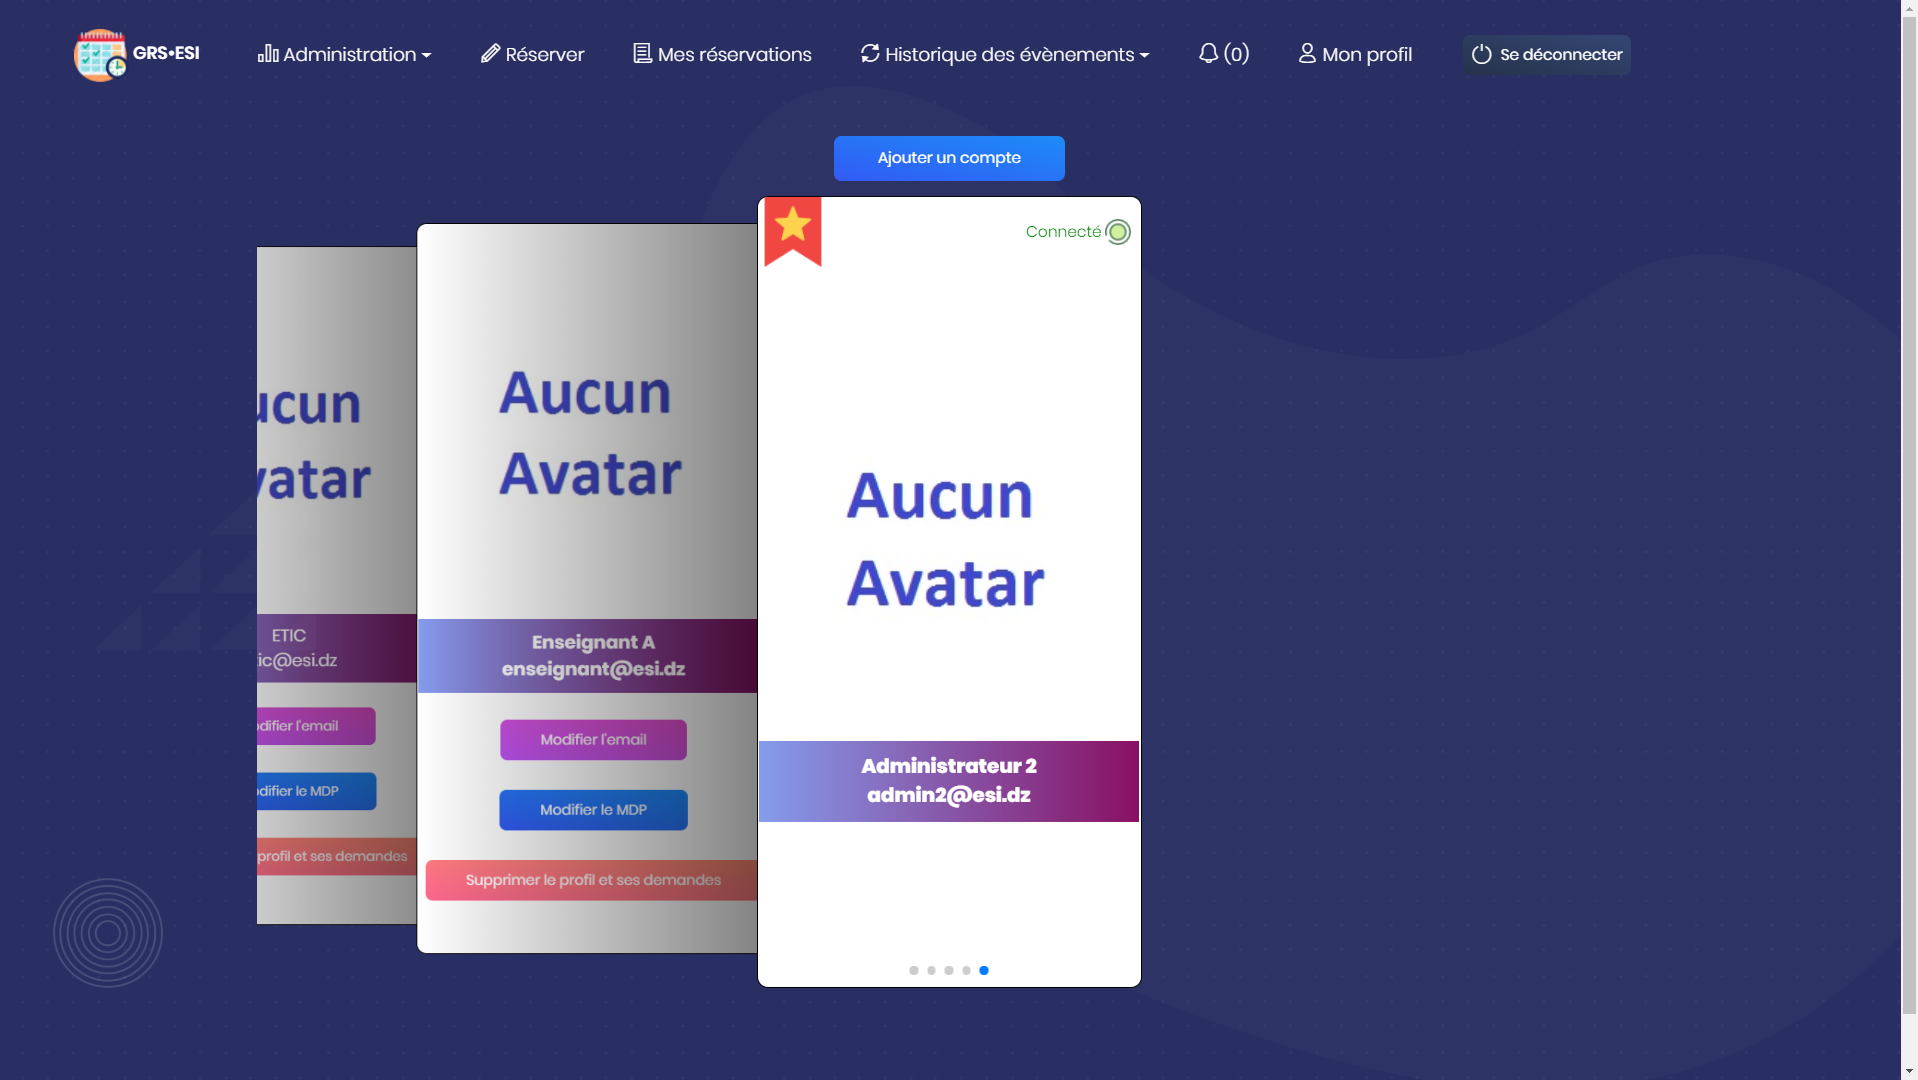 GRS•ESI
Administration
Réserver
Mes réservations
Historique des évènements
(0)
Mon profil
Se déconnecter
Ajouter un compte
ucun
vatar
ETIC
ic@esi.dz
difier l'email
difier le MDP
profil et ses demandes
Aucun
Avatar
Enseignant A
enseignant@esi.dz
Modifier l'email
Modifier le MDP
Supprimer le profil et ses demandes
Connecté
Aucun
Avatar
Administrateur 2
admin2@esi.dz